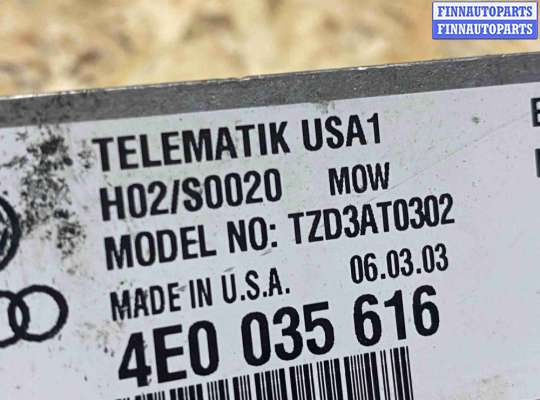 FINNAUTOPARTS
FINNAUTOPARTS
TELEMATIK USA1
H02/S0020 MOW
MODEL NO: TZD3AT0302
MADE IN U.S.A. 06.03.03
4E0 035 616